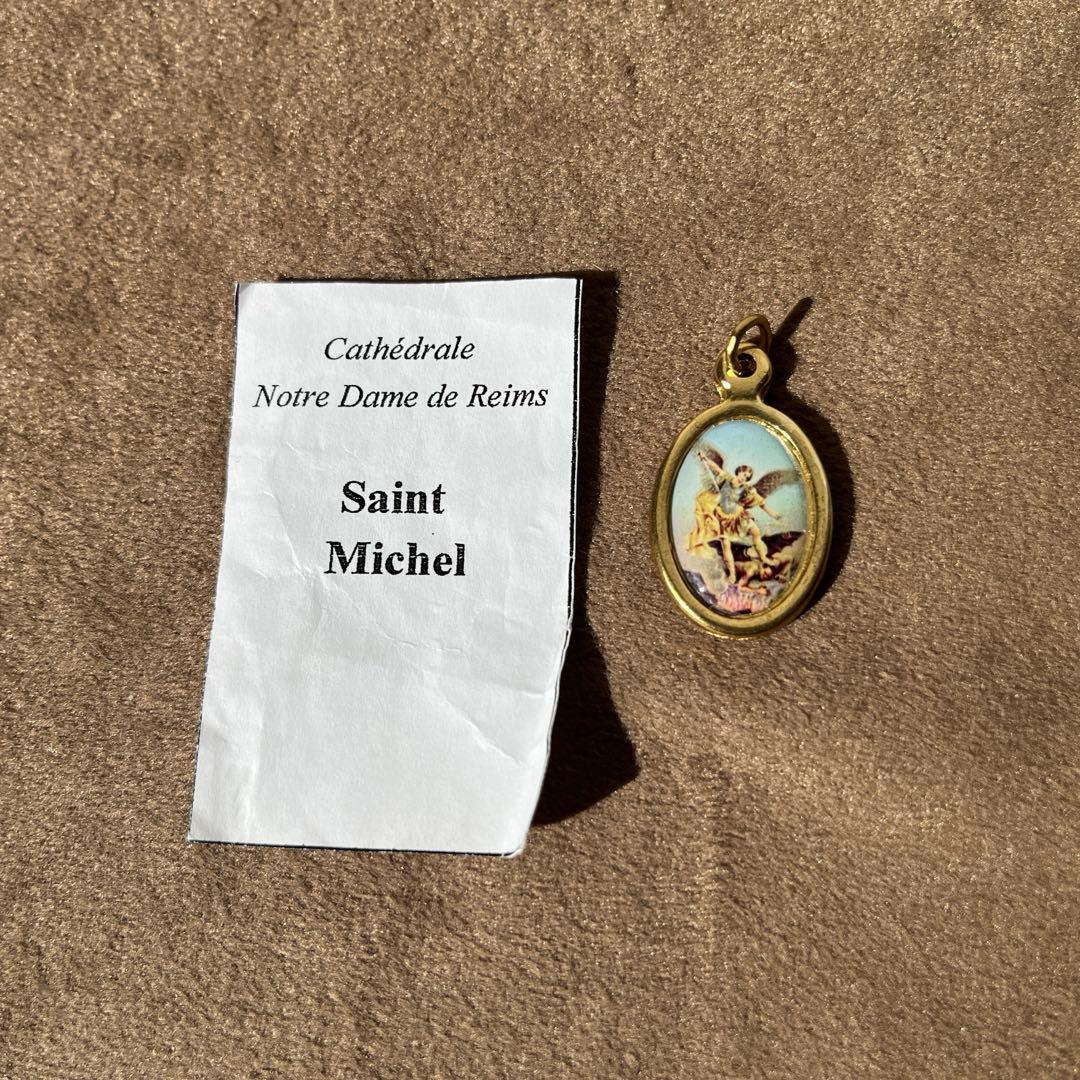 Cathédrale
Notre Dame de Reims
Saint
Michel